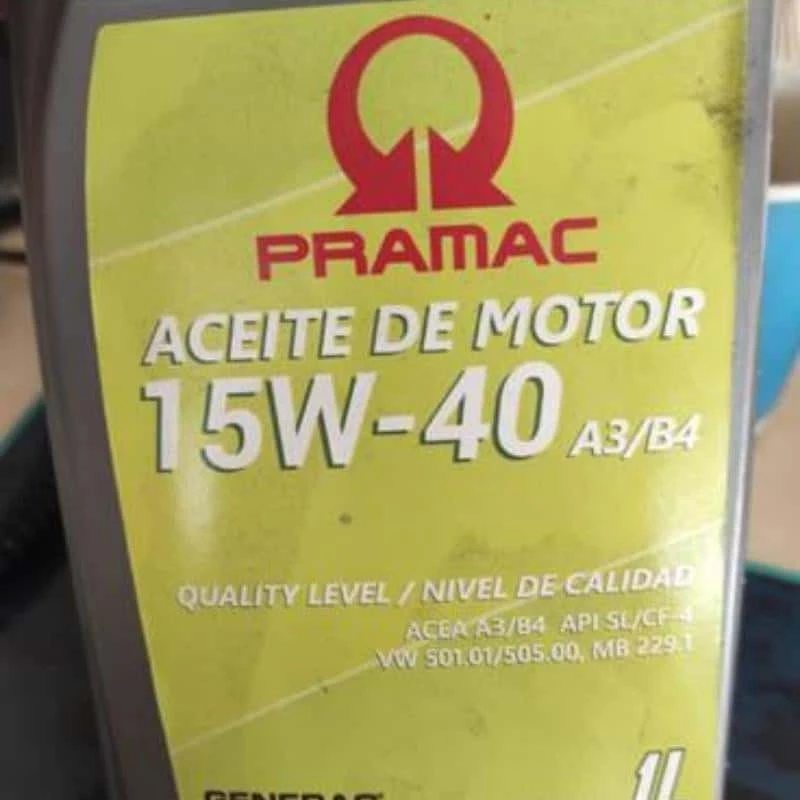 PRAMAC
ACEITE DE MOTOR
15W-40 A3/B4
QUALITY LEVEL / NIVEL DE CALIDAD
ACEA A3/B4 API SL/CF-4
VW 501.01/505.00, MB 229.1
1L
GENERAC